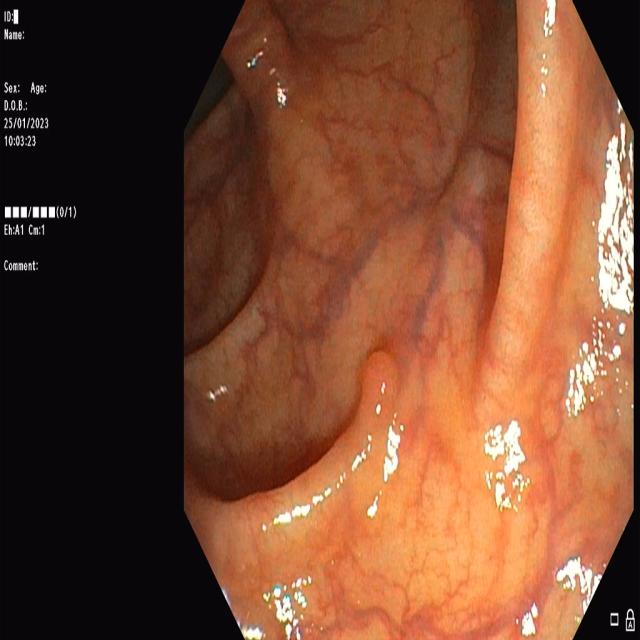 ID:
Name:
Sex: Age:
D.O.B.:
25/01/2023
10:03:23
■■■/■■■(0/1)
Eh:A1 Cm:1
Comment:
A